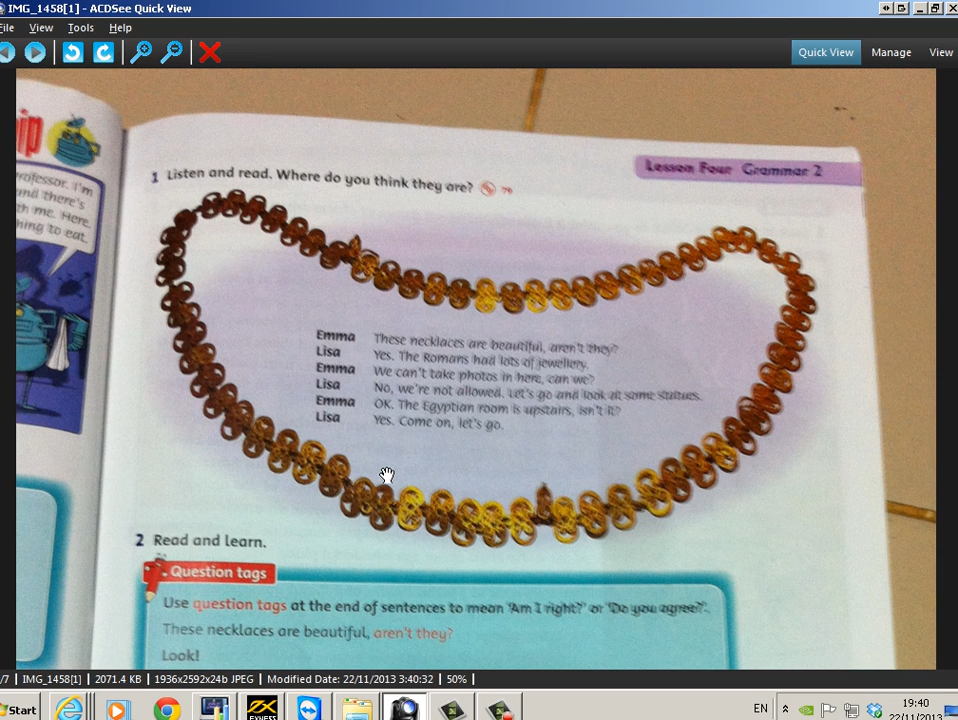 IMG_1458[1] - ACDSee Quick View
File View Tools Help
Quick View Manage View
ip
rofessor. I'm
and there's
th me. Here,
hing to eat.
Lesson Four Grammar 2
1 Listen and read. Where do you think they are? 79
Emma These necklaces are beautiful, aren't they?
Lisa Yes. The Romans had lots of jewellery.
Emma We can't take photos in here, can we?
Lisa No, we're not allowed. Let's go and look at some statues.
Emma OK. The Egyptian room is upstairs, isn't it?
Lisa Yes. Come on, let's go.
2 Read and learn.
Question tags
Use question tags at the end of sentences to mean 'Am I right?' or 'Do you agree?'.
These necklaces are beautiful, aren't they?
Look!
/7 IMG_1458[1] 2071.4 KB 1936x2592x24b JPEG Modified Date: 22/11/2013 3:40:32 50%
Start EXNESS EN 19:40
22/11/2013